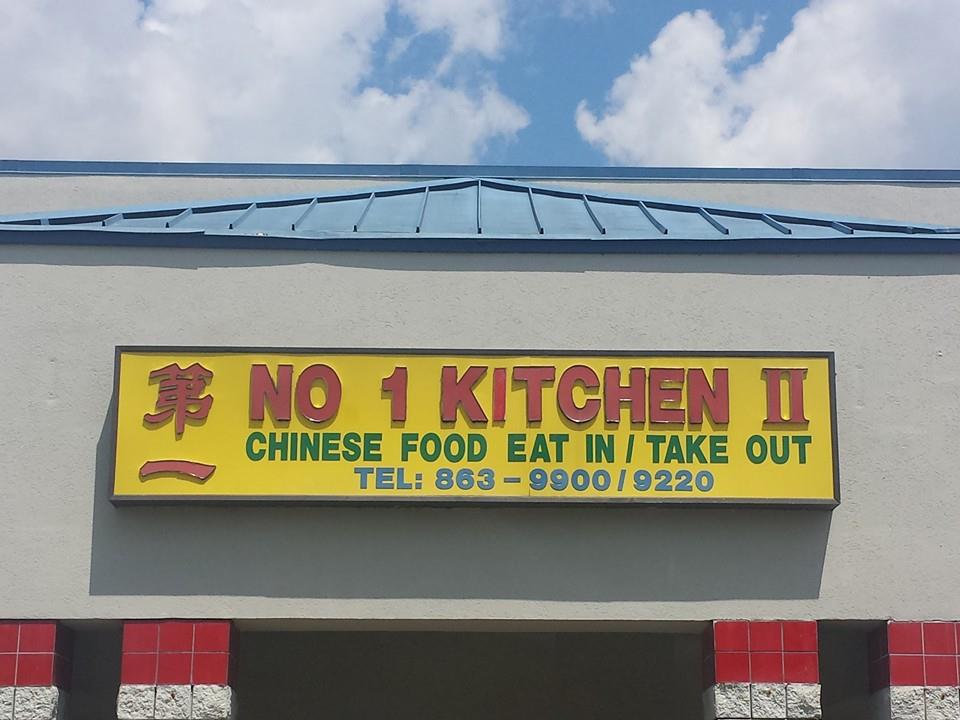 第一
NO 1 KITCHEN II
CHINESE FOOD EAT IN / TAKE OUT
TEL: 863-9900/9220